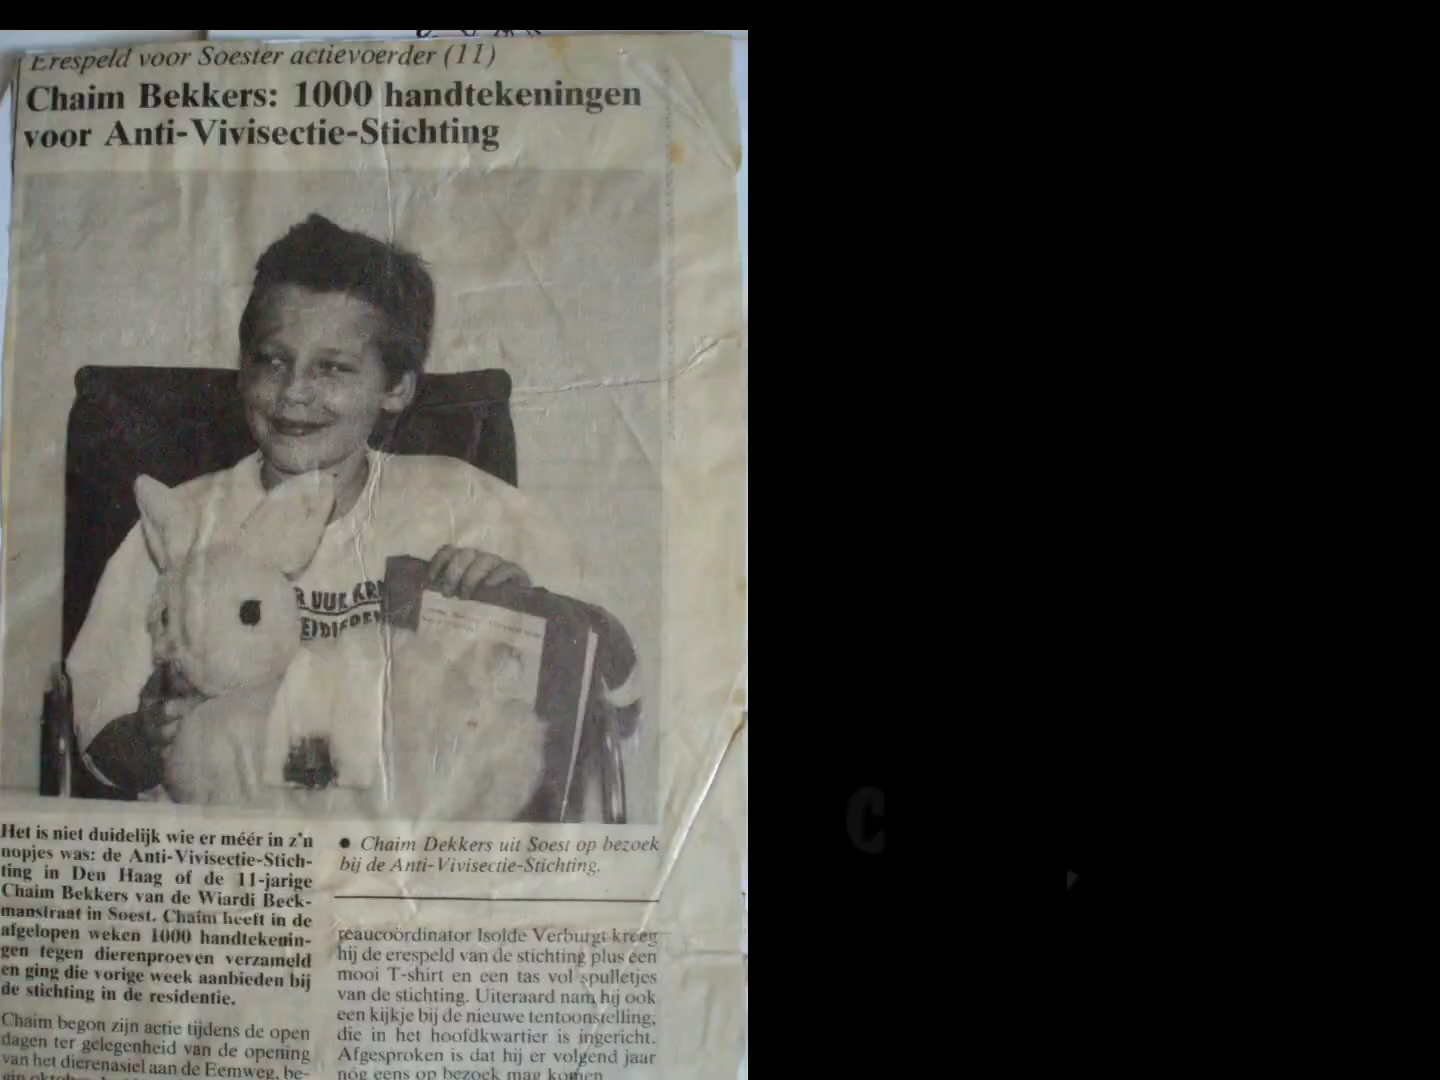 Erespeld voor Soester actievoerder (11)
Chaim Bekkers: 1000 handtekeningen
voor Anti-Vivisectie-Stichting
Het is niet duidelijk wie er méér in z'n
nopjes was: de Anti-Vivisectie-Stich-
ting in Den Haag of de 11-jarige
Chaim Bekkers van de Wiardi Beck-
manstraat in Soest. Chaim heeft in de
afgelopen weken 1000 handtekenin-
gen tegen dierenproeven verzameld
en ging die vorige week aanbieden bij
de stichting in de residentie.
Chaim begon zijn actie tijdens de open
dagen ter gelegenheid van de opening
van het dierenasiel aan de Eemweg, be-
● Chaim Dekkers uit Soest op bezoek
bij de Anti-Vivisectie-Stichting.
reaucoördinator Isolde Verburgt kreeg
hij de erespeld van de stichting plus een
mooi T-shirt en een tas vol spulletjes
van de stichting. Uiteraard nam hij ook
een kijkje bij de nieuwe tentoonstelling,
die in het hoofdkwartier is ingericht.
Afgesproken is dat hij er volgend jaar
nóg eens op bezoek mag komen
C